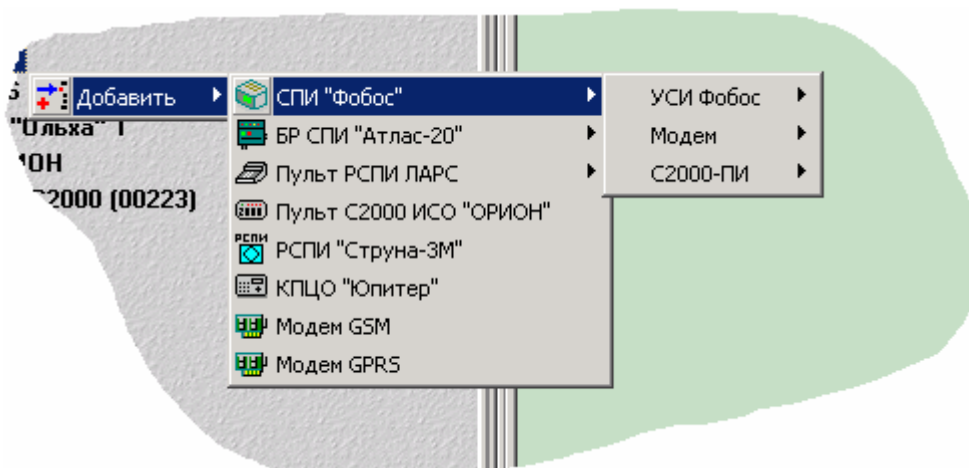 Добавить
СПИ "Фобос"
БР СПИ "Атлас-20"
Пульт РСПИ ЛАРС
Пульт С2000 ИСО "ОРИОН"
РСПИ
РСПИ "Струна-3М"
КПЦО "Юпитер"
Модем GSM
Модем GPRS
УСИ Фобос
Модем
С2000-ПИ
"Ольха" 1
2000 (00223)